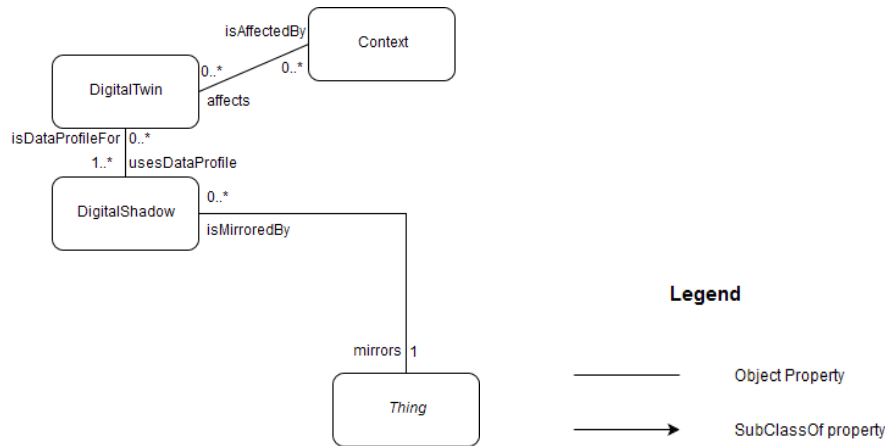 isAffectedBy
Context
0..*
0..*
DigitalTwin
affects
isDataProfileFor
0..*
1..*
usesDataProfile
0..*
DigitalShadow
isMirroredBy
Legend
mirrors
1
Object Property
Thing
SubClassOf property